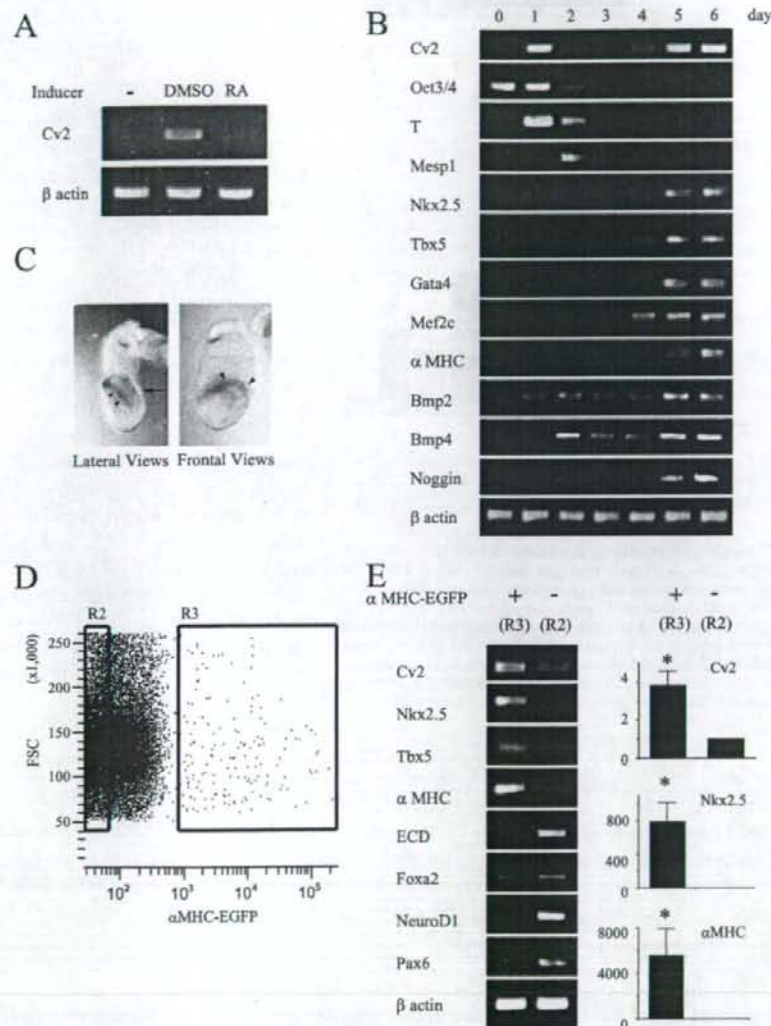 A
Inducer - DMSO RA
Cv2
β actin
B
0 1 2 3 4 5 6 day
Cv2
Oct3/4
T
Mesp1
Nkx2.5
Tbx5
Gata4
Mef2c
α MHC
Bmp2
Bmp4
Noggin
β actin
C
Lateral Views Frontal Views
D
R2 R3
FSC (x1,000)
250
200
150
100
50
10² 10³ 10⁴ 10⁵
αMHC-EGFP
E
α MHC-EGFP + - + -
(R3) (R2) (R3) (R2)
Cv2
Nkx2.5
Tbx5
α MHC
ECD
Foxa2
NeuroD1
Pax6
β actin
* Cv2
4
2
0
* Nkx2.5
800
400
0
* αMHC
8000
4000
0